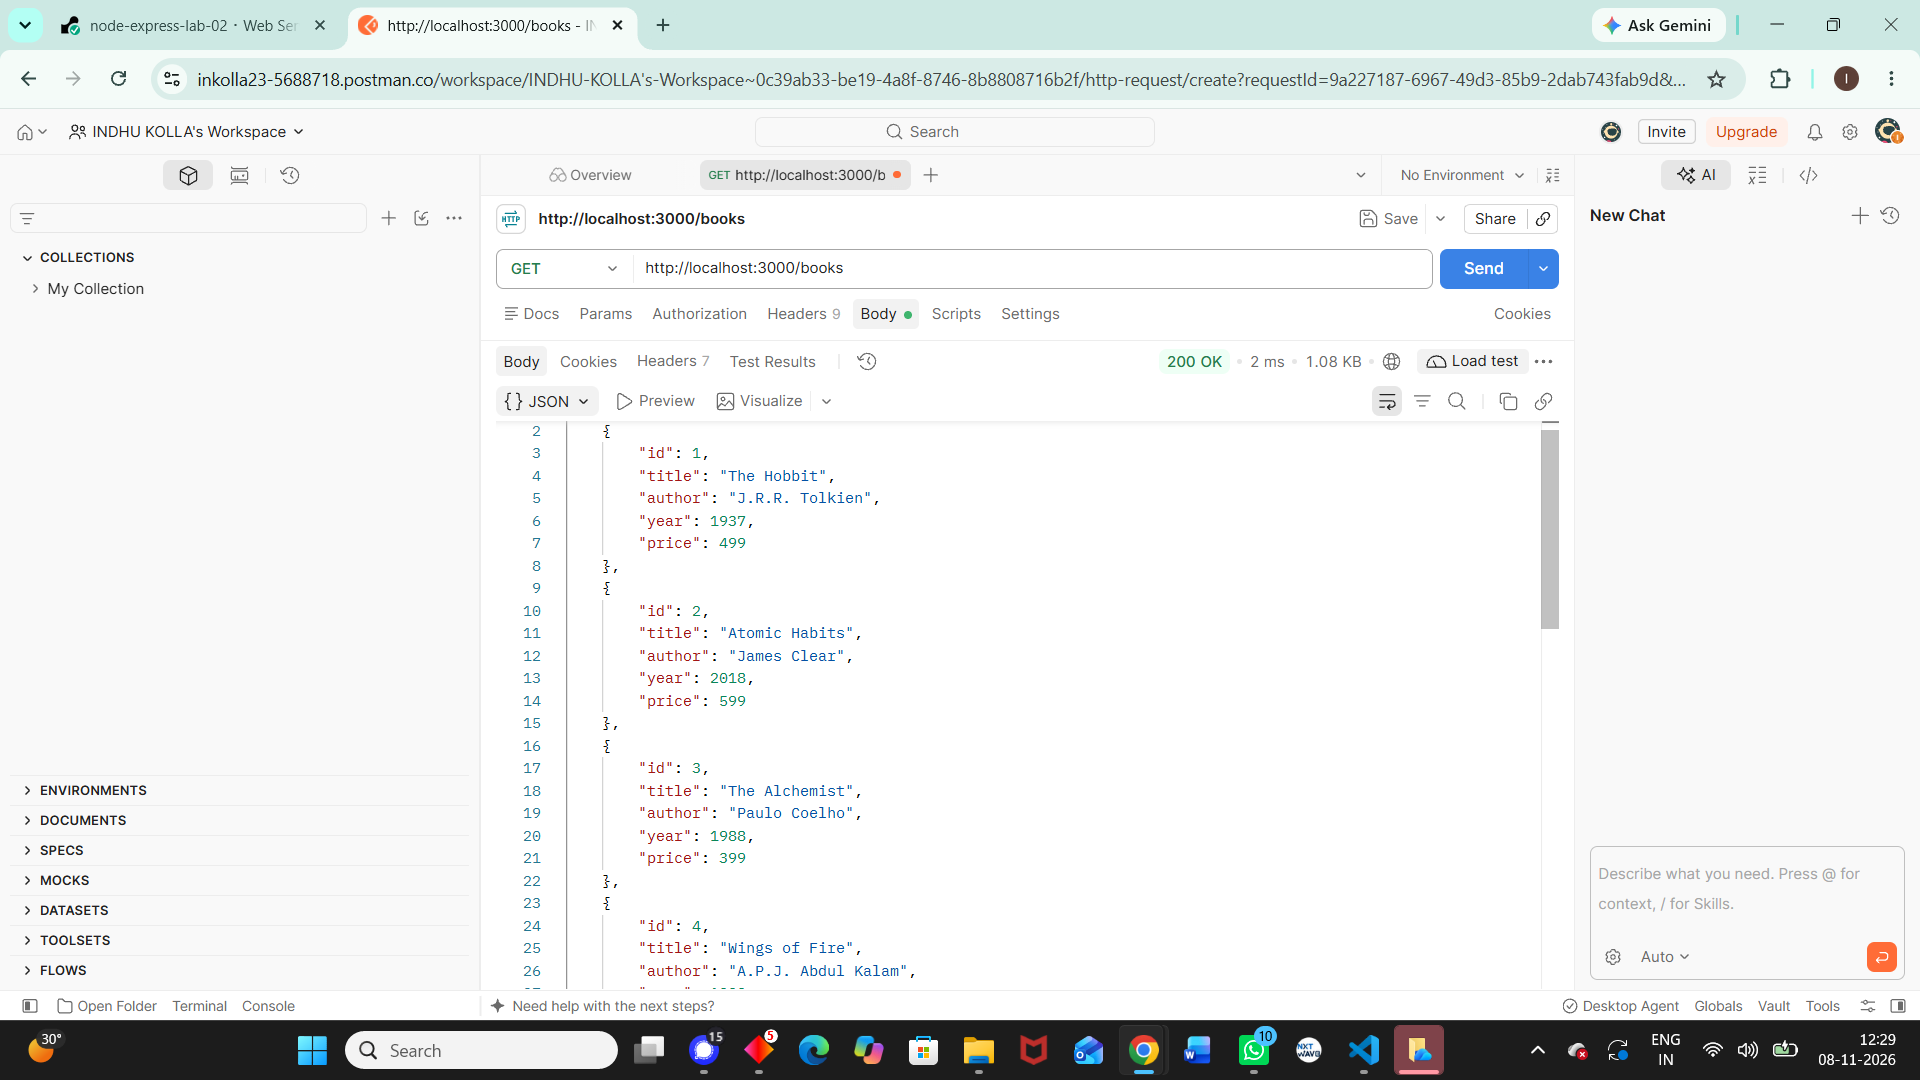 node-express-lab-02 · Web Ser
http://localhost:3000/books - IN
Ask Gemini
inkolla23-5688718.postman.co/workspace/INDHU-KOLLA's-Workspace~0c39ab33-be19-4a8f-8746-8b8808716b2f/http-request/create?requestId=9a227187-6967-49d3-85b9-2dab743fab9d&...
I
INDHU KOLLA's Workspace
Search
Invite
Upgrade
Overview
GET http://localhost:3000/b
No Environment
AI
HTTP
http://localhost:3000/books
Save
Share
New Chat
COLLECTIONS
My Collection
GET
http://localhost:3000/books
Send
Docs
Params
Authorization
Headers 9
Body
Scripts
Settings
Cookies
Body
Cookies
Headers 7
Test Results
200 OK
2 ms
1.08 KB
Load test
{} JSON
Preview
Visualize
2 {
3 "id": 1,
4 "title": "The Hobbit",
5 "author": "J.R.R. Tolkien",
6 "year": 1937,
7 "price": 499
8 },
9 {
10 "id": 2,
11 "title": "Atomic Habits",
12 "author": "James Clear",
13 "year": 2018,
14 "price": 599
15 },
16 {
17 "id": 3,
18 "title": "The Alchemist",
19 "author": "Paulo Coelho",
20 "year": 1988,
21 "price": 399
22 },
23 {
24 "id": 4,
25 "title": "Wings of Fire",
26 "author": "A.P.J. Abdul Kalam",
ENVIRONMENTS
DOCUMENTS
SPECS
MOCKS
DATASETS
TOOLSETS
FLOWS
Describe what you need. Press @ for
context, / for Skills.
Auto
Open Folder
Terminal
Console
Need help with the next steps?
Desktop Agent
Globals
Vault
Tools
30°
Search
15
5
10
NXT
WAVE
ENG
IN
12:29
08-11-2026